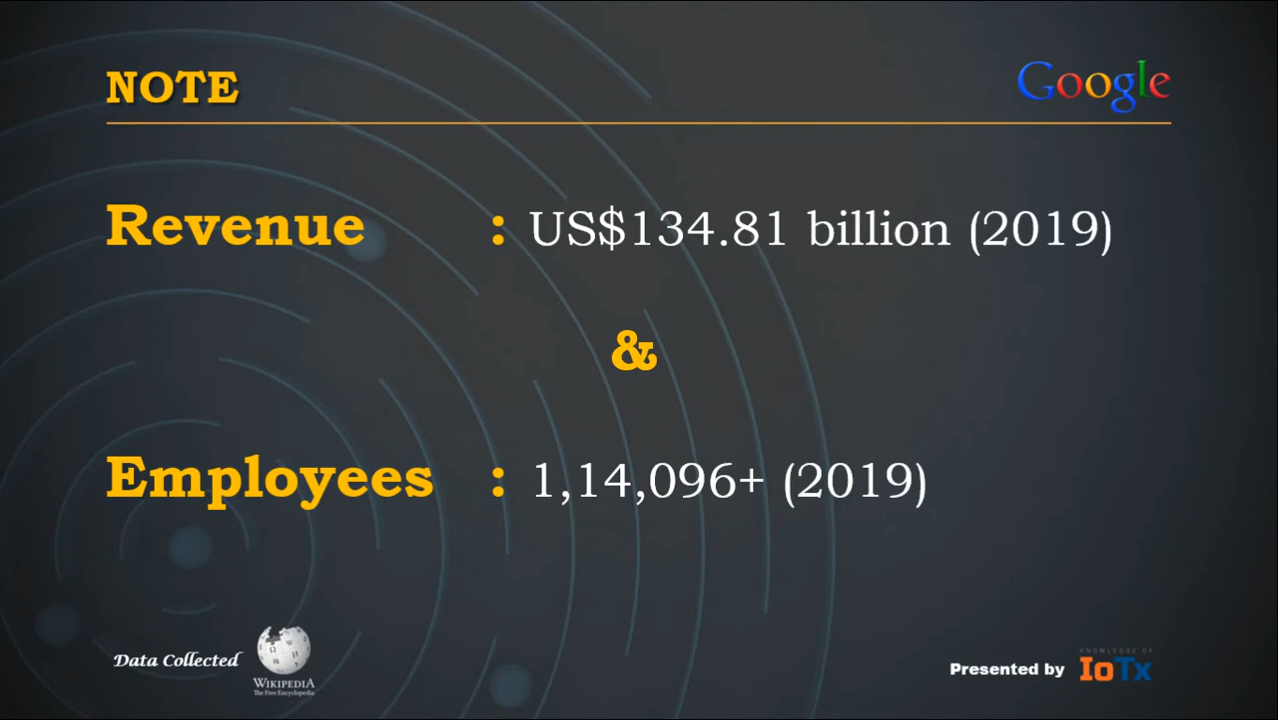 NOTE
Google
Revenue : US$134.81 billion (2019)
&
Employees : 1,14,096+ (2019)
Data Collected
WIKIPEDIA
The Free Encyclopedia
Presented by
KNOWLEDGE OF
IoTx